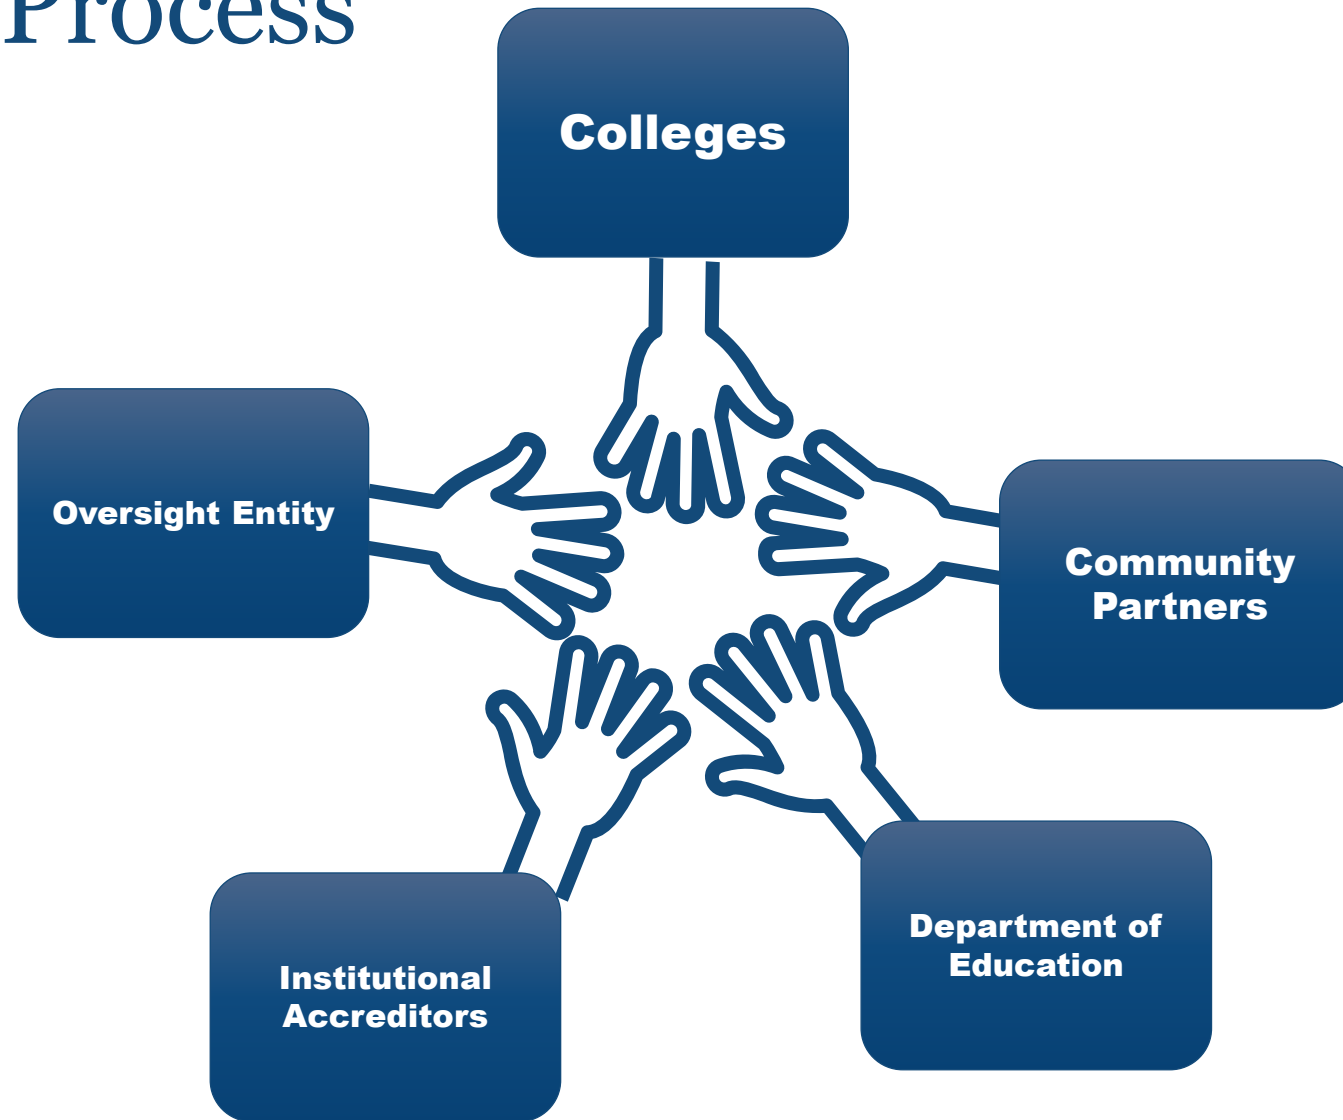 Process
Colleges
Oversight Entity
Community
Partners
Department of
Education
Institutional
Accreditors